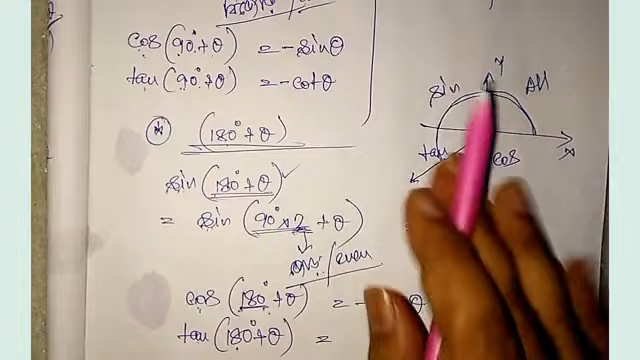 cos (90°+θ) = - sinθ
tan (90°+θ) = - cotθ
(180°+θ)
sin (180°+θ) ✓
= sin (90°×2 + θ)
/even
cos (180°+θ) = - θ
tan (180°+θ) =
Y
sin All
tan cos
X